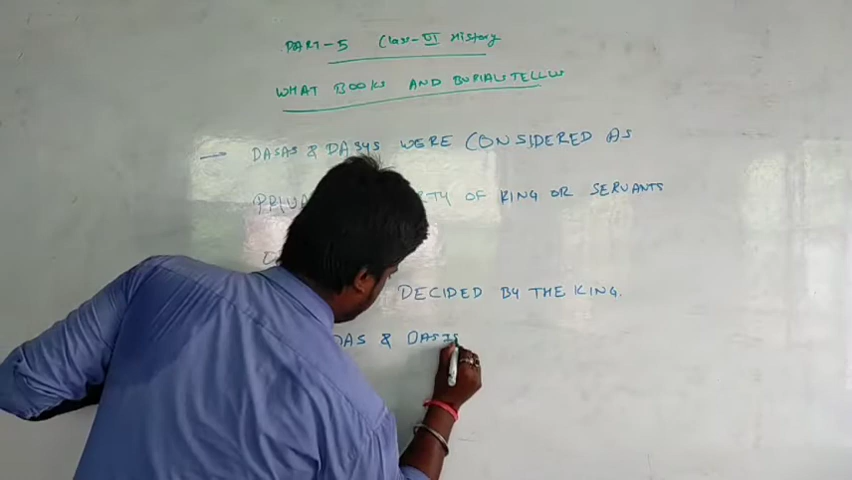 PART-5 Class-VI History
WHAT BOOKS AND BURIALS TELL US
— DASAS & DASYS WERE CONSIDERED AS
OF KING OR SERVANTS
DECIDED BY THE KING.
& DASIS